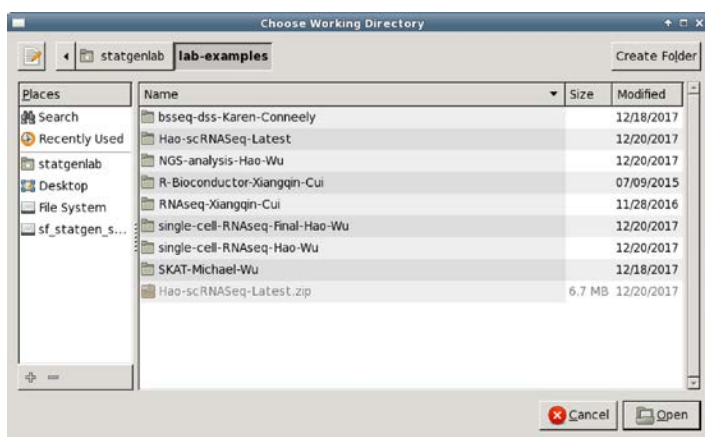 Choose Working Directory
statgenlab lab-examples Create Folder
Places Name Size Modified
Search bsseq-dss-Karen-Conneely 12/18/2017
Recently Used Hao-scRNASeq-Latest 12/20/2017
statgenlab NGS-analysis-Hao-Wu 12/20/2017
Desktop R-Bioconductor-Xiangqin-Cui 07/09/2015
File System RNAseq-Xiangqin-Cui 11/28/2016
sf_statgen_s... single-cell-RNAseq-Final-Hao-Wu 12/20/2017
single-cell-RNAseq-Hao-Wu 12/20/2017
SKAT-Michael-Wu 12/18/2017
Hao-scRNASeq-Latest.zip 6.7 MB 12/20/2017
Cancel Open